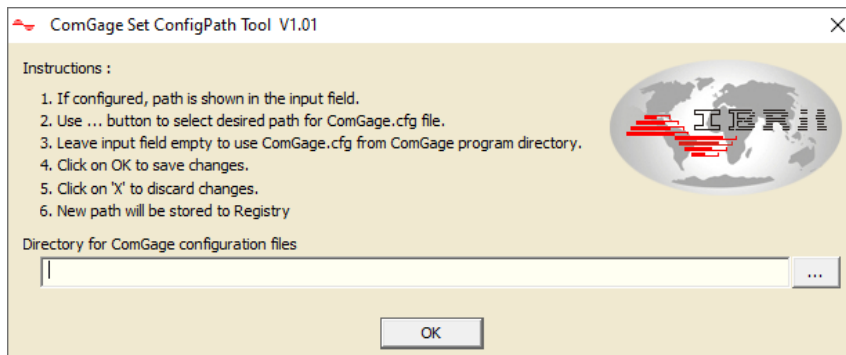 ComGage Set ConfigPath Tool V1.01
Instructions :
1. If configured, path is shown in the input field.
2. Use ... button to select desired path for ComGage.cfg file.
3. Leave input field empty to use ComGage.cfg from ComGage program directory.
4. Click on OK to save changes.
5. Click on 'X' to discard changes.
6. New path will be stored to Registry
IBRit
Directory for ComGage configuration files
...
OK